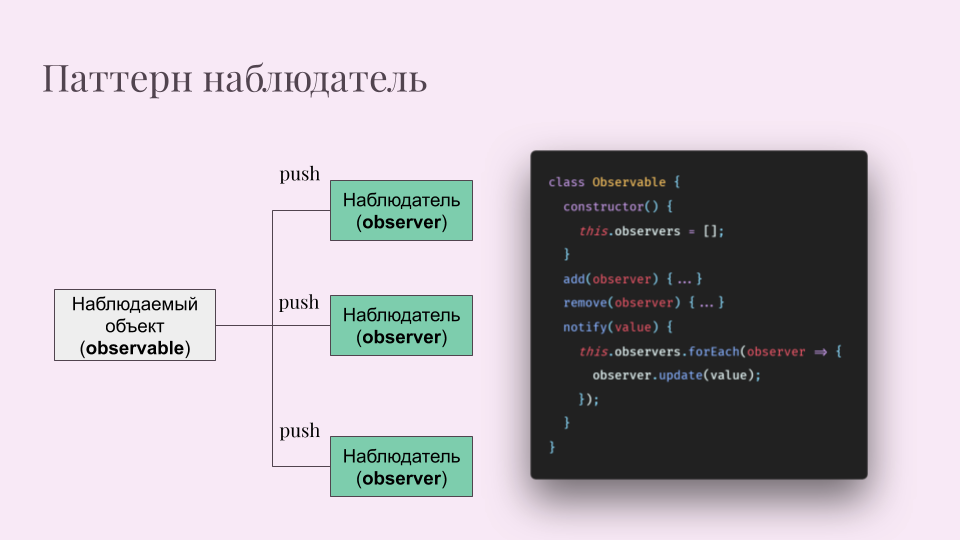 Паттерн наблюдатель
push
Наблюдатель
(observer)
Наблюдаемый
объект
(observable)
push
Наблюдатель
(observer)
push
Наблюдатель
(observer)
class Observable {
constructor() {
this.observers = [];
}
add(observer) { ... }
remove(observer) { ... }
notify(value) {
this.observers.forEach(observer => {
observer.update(value);
});
}
}